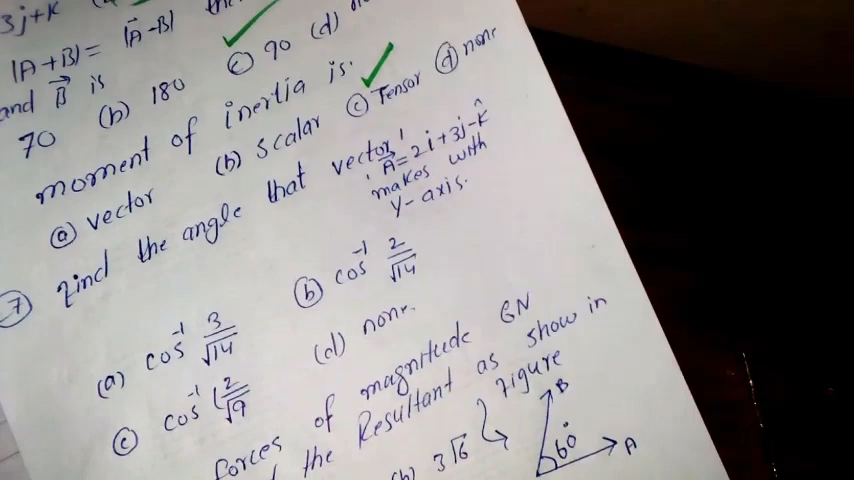 3j+k
|A+B|= |A⃗-B|
and B⃗ is
70 (b) 180 (c) 90 (d)
moment of inertia is.
(a) vector (b) scalar (c) Tensor (d) none
(7) find the angle that vector 'A⃗=2i+3j-k̂
makes with
y-axis.
(a) cos⁻¹ 3/√14 (b) cos⁻¹ 2/√14
(c) cos⁻¹ (2/√9 (d) none.
forces of magnitude 6N
the Resultant as show in
figure
(b) 3√6
B
60°
A